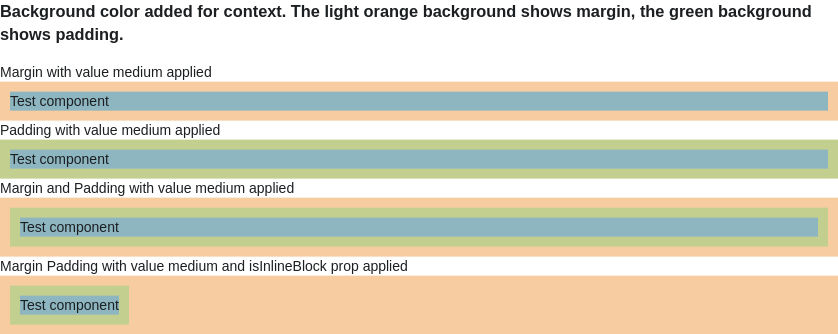 Background color added for context. The light orange background shows margin, the green background
shows padding.
Margin with value medium applied
Test component
Padding with value medium applied
Test component
Margin and Padding with value medium applied
Test component
Margin Padding with value medium and isInlineBlock prop applied
Test component